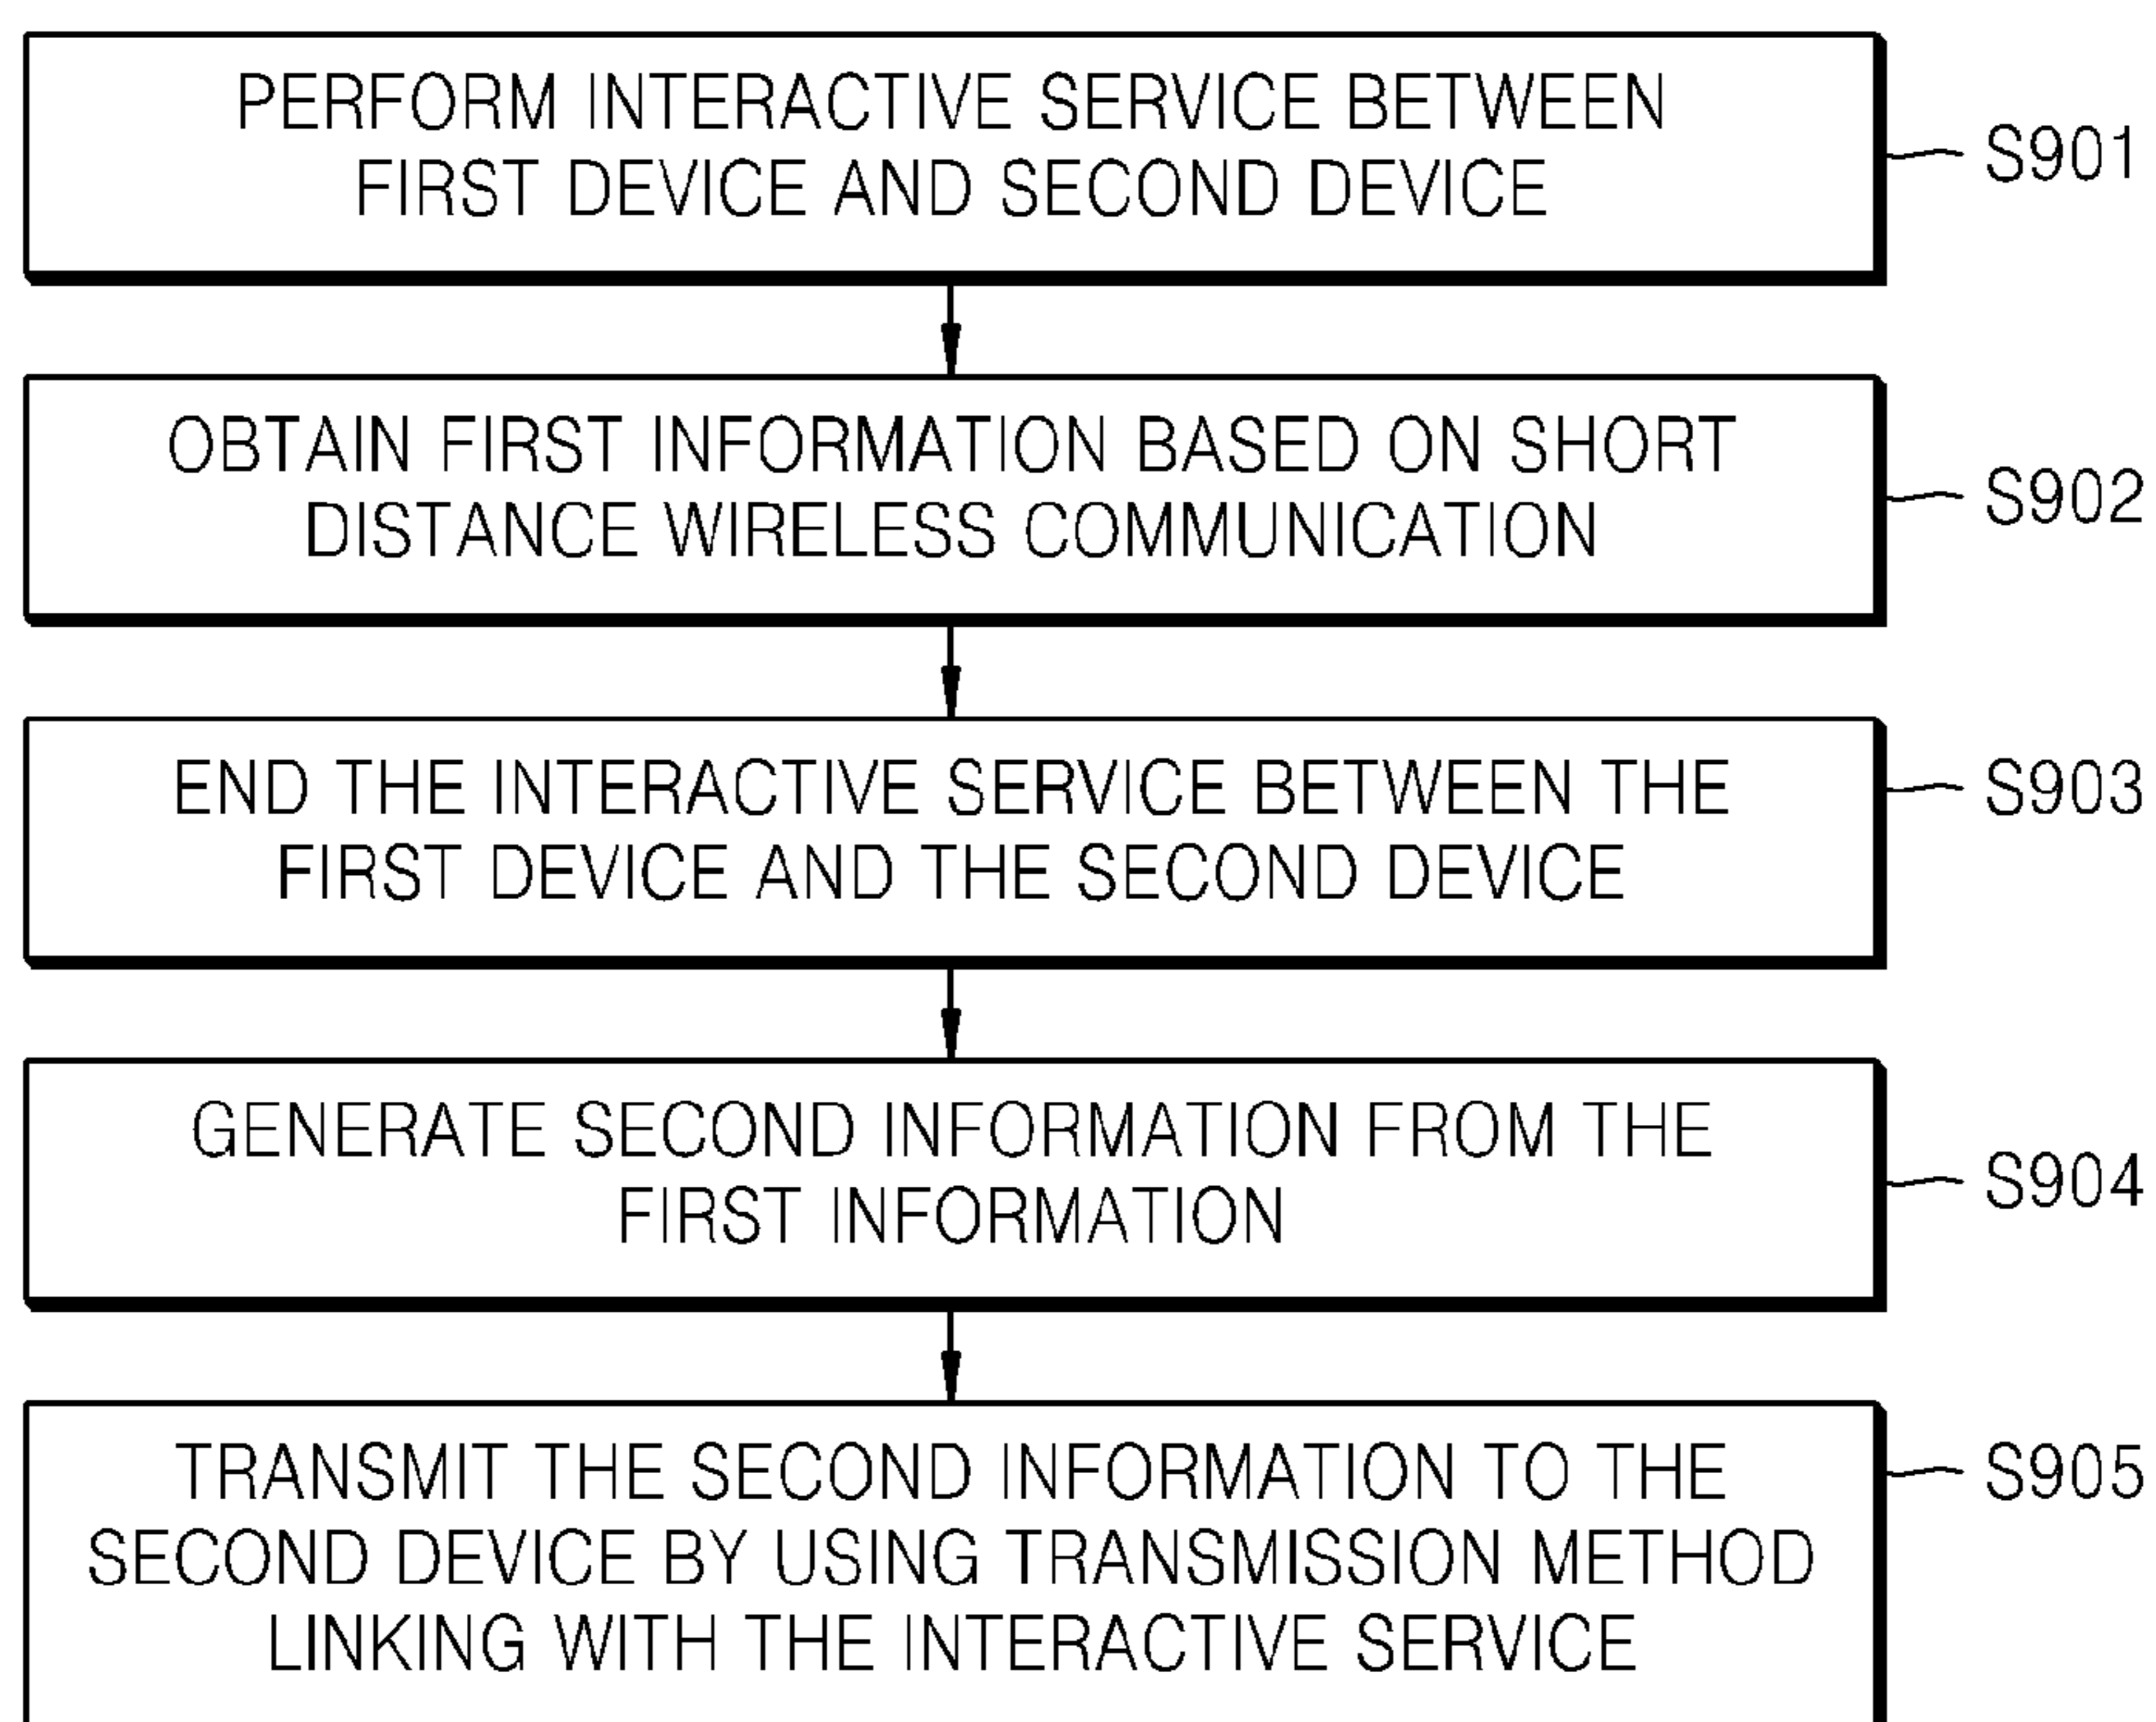 PERFORM INTERACTIVE SERVICE BETWEEN
FIRST DEVICE AND SECOND DEVICE
S901
OBTAIN FIRST INFORMATION BASED ON SHORT
DISTANCE WIRELESS COMMUNICATION
S902
END THE INTERACTIVE SERVICE BETWEEN THE
FIRST DEVICE AND THE SECOND DEVICE
S903
GENERATE SECOND INFORMATION FROM THE
FIRST INFORMATION
S904
TRANSMIT THE SECOND INFORMATION TO THE
SECOND DEVICE BY USING TRANSMISSION METHOD
LINKING WITH THE INTERACTIVE SERVICE
S905